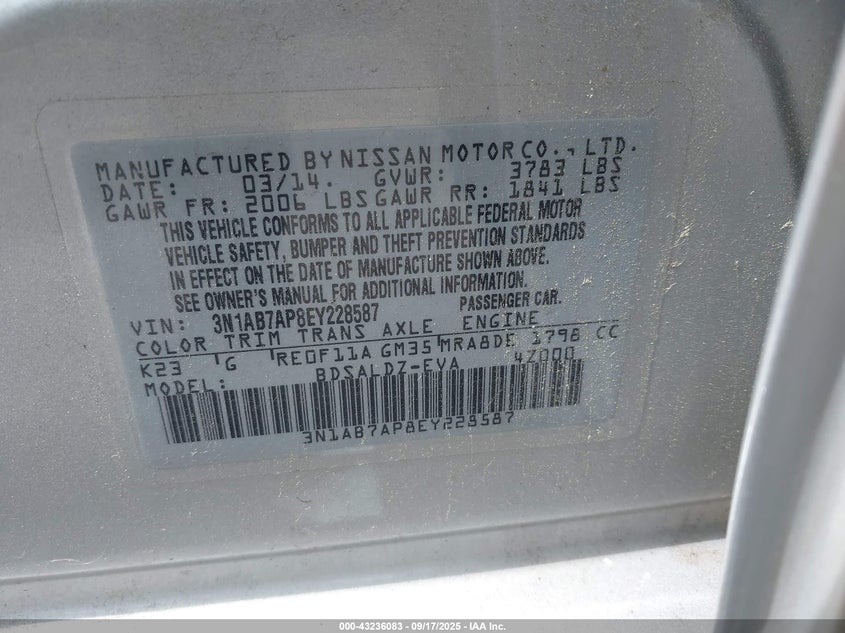 MANUFACTURED BY NISSAN MOTOR CO., LTD.
DATE: 03/14. GVWR: 3783 LBS
GAWR FR: 2006 LBS GAWR RR: 1841 LBS
THIS VEHICLE CONFORMS TO ALL APPLICABLE FEDERAL MOTOR
VEHICLE SAFETY, BUMPER AND THEFT PREVENTION STANDARDS
IN EFFECT ON THE DATE OF MANUFACTURE SHOWN ABOVE.
SEE OWNER'S MANUAL FOR ADDITIONAL INFORMATION.
VIN: 3N1AB7AP8EY228587 PASSENGER CAR.
COLOR TRIM TRANS AXLE ENGINE
K23 G RE0F11A GM35 MRA8DE 1798 CC
MODEL: BDSALDZ-EVA 4Z000
3N1AB7AP8EY228587
000-43236083 - 09/17/2025 - IAA Inc.